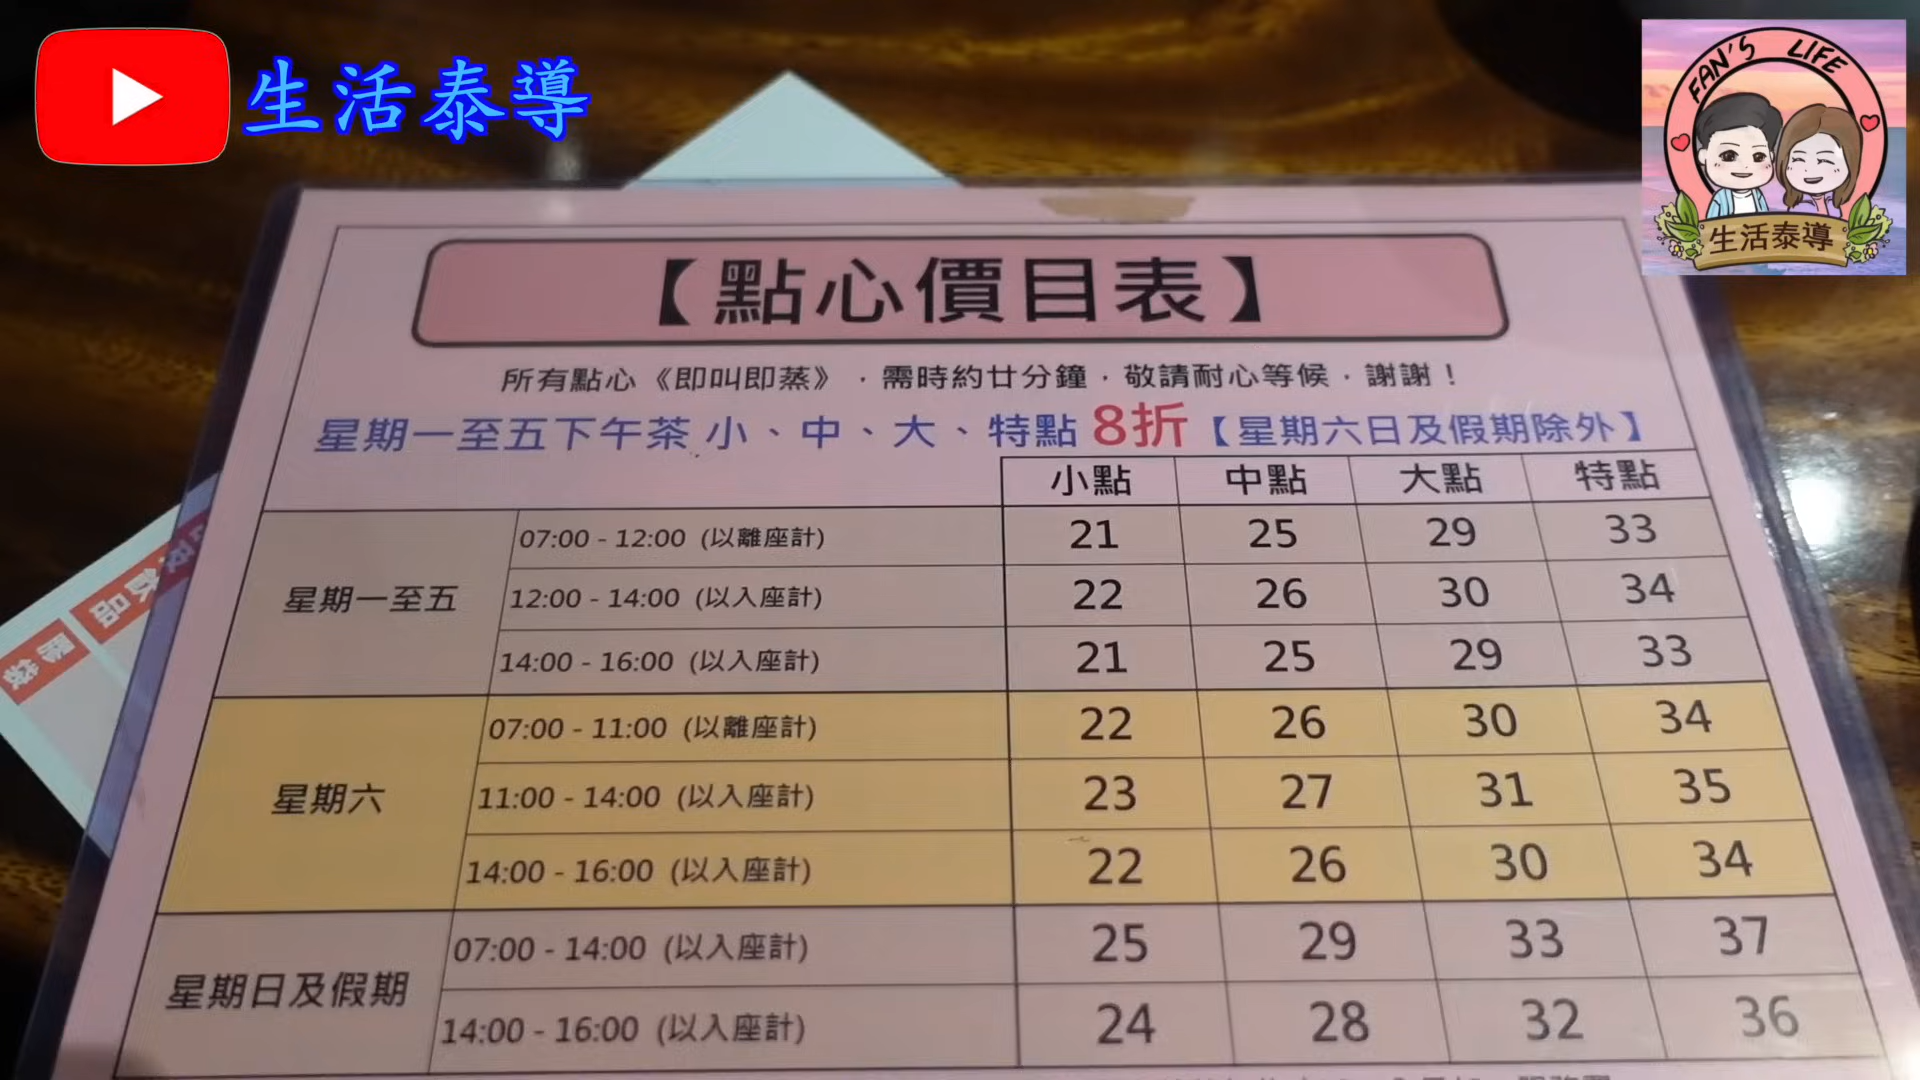 生活泰導
FAN'S LIFE
生活泰導
【點心價目表】
所有點心《即叫即蒸》，需時約廿分鐘，敬請耐心等候，謝謝！
星期一至五下午茶 小、中、大、特點 8折【星期六日及假期除外】
小點 中點 大點 特點
星期一至五
07:00 - 12:00 (以離座計) 21 25 29 33
12:00 - 14:00 (以入座計) 22 26 30 34
14:00 - 16:00 (以入座計) 21 25 29 33
星期六
07:00 - 11:00 (以離座計) 22 26 30 34
11:00 - 14:00 (以入座計) 23 27 31 35
14:00 - 16:00 (以入座計) 22 26 30 34
星期日及假期
07:00 - 14:00 (以入座計) 25 29 33 37
14:00 - 16:00 (以入座計) 24 28 32 36
飲品